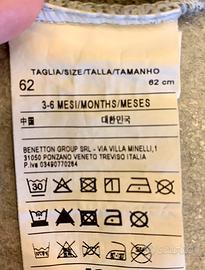 TAGLIA/SIZE/TALLA/TAMANHO
62 62 cm
3-6 MESI/MONTHS/MESES
中国 대한민국
BENETTON GROUP SRL - VIA VILLA MINELLI,1
31050 PONZANO VENETO TREVISO ITALIA
P.Iva 03490770264
30